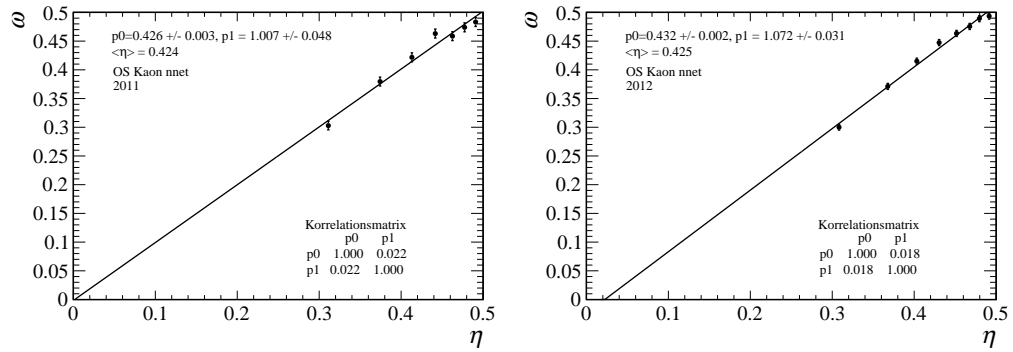 ω
0.5
0.45
0.4
0.35
0.3
0.25
0.2
0.15
0.1
0.05
0
p0=0.426 +/- 0.003, p1 = 1.007 +/- 0.048
<η> = 0.424
OS Kaon nnet
2011
Korrelationsmatrix
p0 p1
p0 1.000 0.022
p1 0.022 1.000
0 0.1 0.2 0.3 0.4 0.5
η
ω
0.5
0.45
0.4
0.35
0.3
0.25
0.2
0.15
0.1
0.05
0
p0=0.432 +/- 0.002, p1 = 1.072 +/- 0.031
<η> = 0.425
OS Kaon nnet
2012
Korrelationsmatrix
p0 p1
p0 1.000 0.018
p1 0.018 1.000
0 0.1 0.2 0.3 0.4 0.5
η